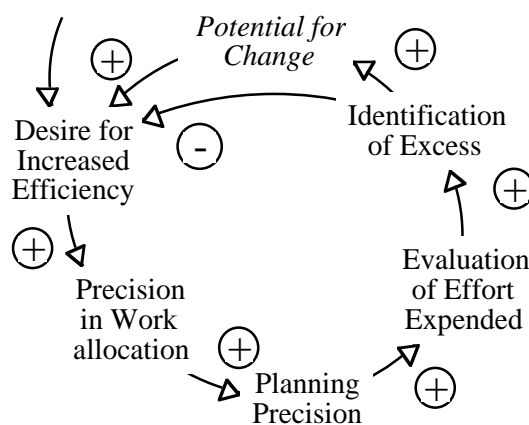 Potential for
Change
+
+
Identification
of Excess
Desire for
Increased
Efficiency
-
+
+
Evaluation
of Effort
Expended
Precision
in Work
allocation
+
Planning
Precision
+